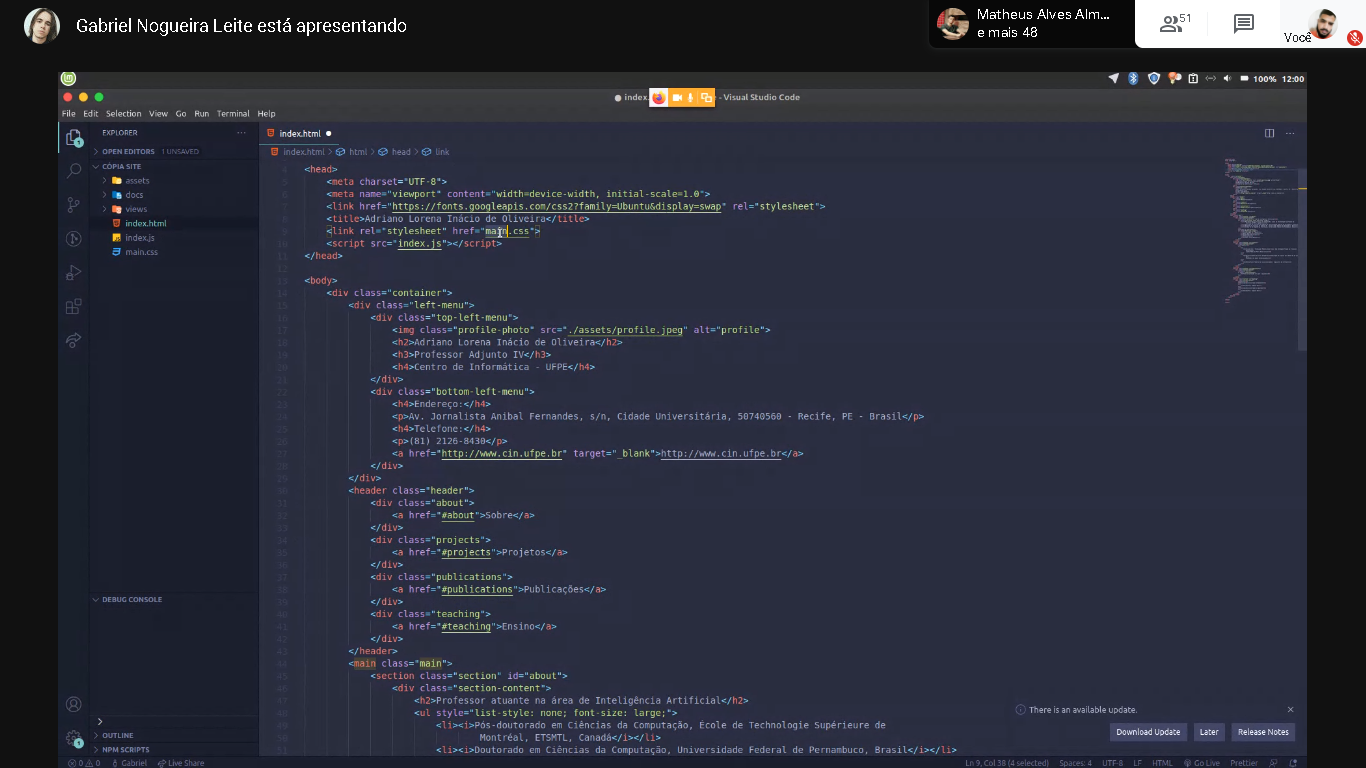 Gabriel Nogueira Leite está apresentando
Matheus Alves Alm...
e mais 48
51
Você
100% 12:00
index.
- Visual Studio Code
File Edit Selection View Go Run Terminal Help
EXPLORER
OPEN EDITORS 1 UNSAVED
CÓPIA SITE
assets
docs
views
index.html
index.js
main.css
DEBUG CONSOLE
OUTLINE
NPM SCRIPTS
index.html
index.html > html > head > link
<head>
<meta charset="UTF-8">
<meta name="viewport" content="width=device-width, initial-scale=1.0">
<link href="https://fonts.googleapis.com/css2?family=Ubuntu&display=swap" rel="stylesheet">
<title>Adriano Lorena Inácio de Oliveira</title>
<link rel="stylesheet" href="main.css">
<script src="index.js"></script>
</head>
<body>
<div class="container">
<div class="left-menu">
<div class="top-left-menu">
<img class="profile-photo" src="./assets/profile.jpeg" alt="profile">
<h2>Adriano Lorena Inácio de Oliveira</h2>
<h3>Professor Adjunto IV</h3>
<h4>Centro de Informática - UFPE</h4>
</div>
<div class="bottom-left-menu">
<h4>Endereço:</h4>
<p>Av. Jornalista Anibal Fernandes, s/n, Cidade Universitária, 50740560 - Recife, PE - Brasil</p>
<h4>Telefone:</h4>
<p>(81) 2126-8430</p>
<a href="http://www.cin.ufpe.br" target="_blank">http://www.cin.ufpe.br</a>
</div>
</div>
<header class="header">
<div class="about">
<a href="#about">Sobre</a>
</div>
<div class="projects">
<a href="#projects">Projetos</a>
</div>
<div class="publications">
<a href="#publications">Publicações</a>
</div>
<div class="teaching">
<a href="#teaching">Ensino</a>
</div>
</header>
<main class="main">
<section class="section" id="about">
<div class="section-content">
<h2>Professor atuante na área de Inteligência Artificial</h2>
<ul style="list-style: none; font-size: large;">
<li><i>Pós-doutorado em Ciências da Computação, École de Technologie Supérieure de
Montréal, ETSMTL, Canadá</i></li>
<li><i>Doutorado em Ciências da Computação, Universidade Federal de Pernambuco, Brasil</i></li>
There is an available update.
Download Update Later Release Notes
0 0 Gabriel Live Share
Ln 9, Col 38 (4 selected) Spaces: 4 UTF-8 LF HTML Go Live Prettier